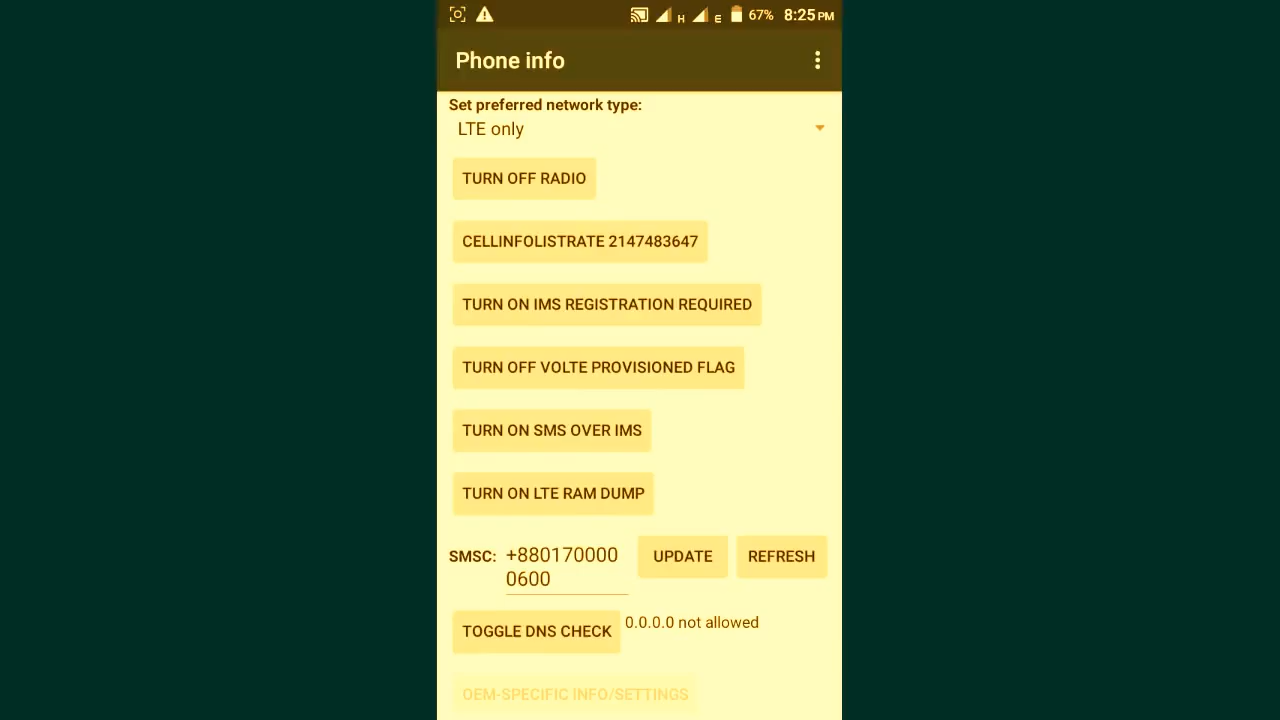 H E 67% 8:25 PM
Phone info
Set preferred network type:
LTE only
TURN OFF RADIO
CELLINFOLISTRATE 2147483647
TURN ON IMS REGISTRATION REQUIRED
TURN OFF VOLTE PROVISIONED FLAG
TURN ON SMS OVER IMS
TURN ON LTE RAM DUMP
SMSC: +880170000 UPDATE REFRESH
0600
TOGGLE DNS CHECK 0.0.0.0 not allowed
OEM-SPECIFIC INFO/SETTINGS